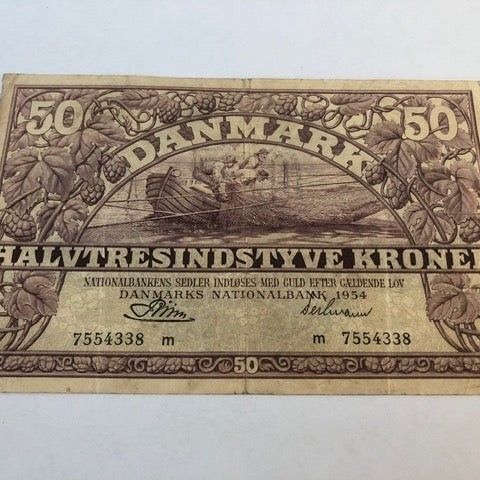 50 50
DANMARK
HALVTRESINDSTYVE KRONER
NATIONALBANKENS SEDLER INDLØSES MED GULD EFTER GÆLDENDE LOV
DANMARKS NATIONALBANK 1954
7554338 m m 7554338
50